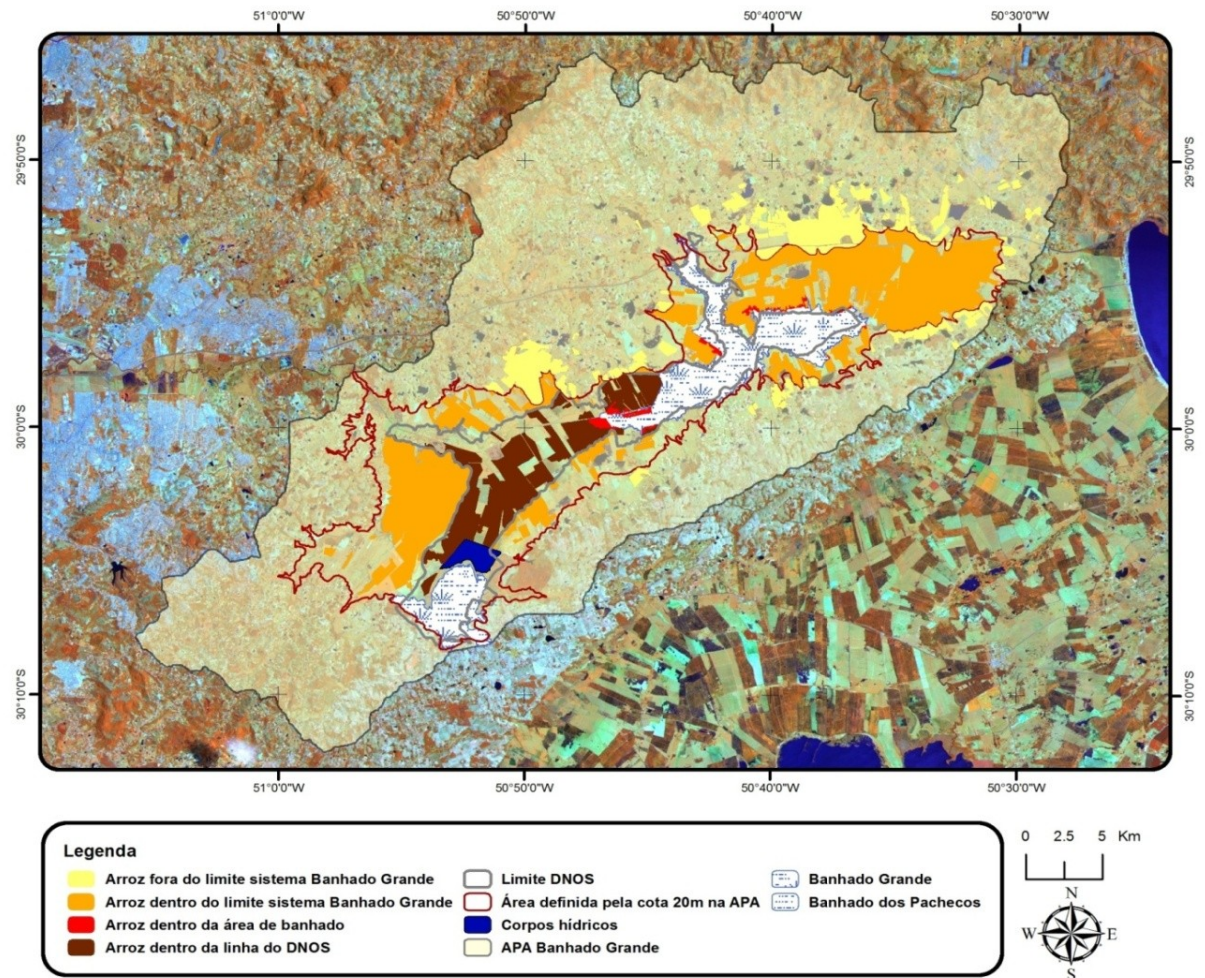 51°0'0"W 50°50'0"W 50°40'0"W 50°30'0"W
29°50'0"S 29°50'0"S
30°0'0"S 30°0'0"S
30°10'0"S 30°10'0"S
51°0'0"W 50°50'0"W 50°40'0"W 50°30'0"W
Legenda
Arroz fora do limite sistema Banhado Grande
Arroz dentro do limite sistema Banhado Grande
Arroz dentro da área de banhado
Arroz dentro da linha do DNOS
Limite DNOS
Área definida pela cota 20m na APA
Corpos hídricos
APA Banhado Grande
Banhado Grande
Banhado dos Pachecos
0 2.5 5 Km
N
W E
S